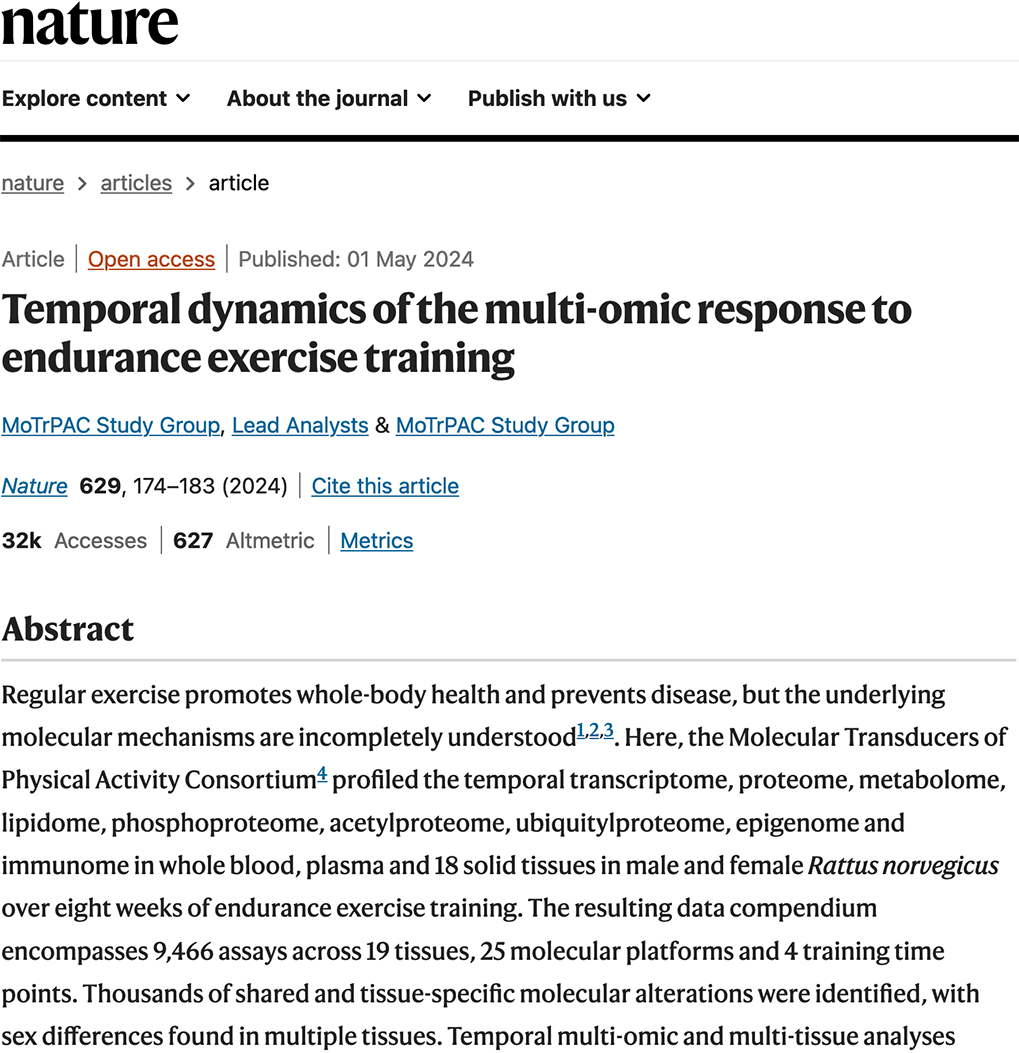 nature
Explore content About the journal Publish with us
nature > articles > article
Article | Open access | Published: 01 May 2024
Temporal dynamics of the multi-omic response to
endurance exercise training
MoTrPAC Study Group, Lead Analysts & MoTrPAC Study Group
Nature 629, 174–183 (2024) | Cite this article
32k Accesses | 627 Altmetric | Metrics
Abstract
Regular exercise promotes whole-body health and prevents disease, but the underlying
molecular mechanisms are incompletely understood1,2,3. Here, the Molecular Transducers of
Physical Activity Consortium4 profiled the temporal transcriptome, proteome, metabolome,
lipidome, phosphoproteome, acetylproteome, ubiquitylproteome, epigenome and
immunome in whole blood, plasma and 18 solid tissues in male and female Rattus norvegicus
over eight weeks of endurance exercise training. The resulting data compendium
encompasses 9,466 assays across 19 tissues, 25 molecular platforms and 4 training time
points. Thousands of shared and tissue-specific molecular alterations were identified, with
sex differences found in multiple tissues. Temporal multi-omic and multi-tissue analyses